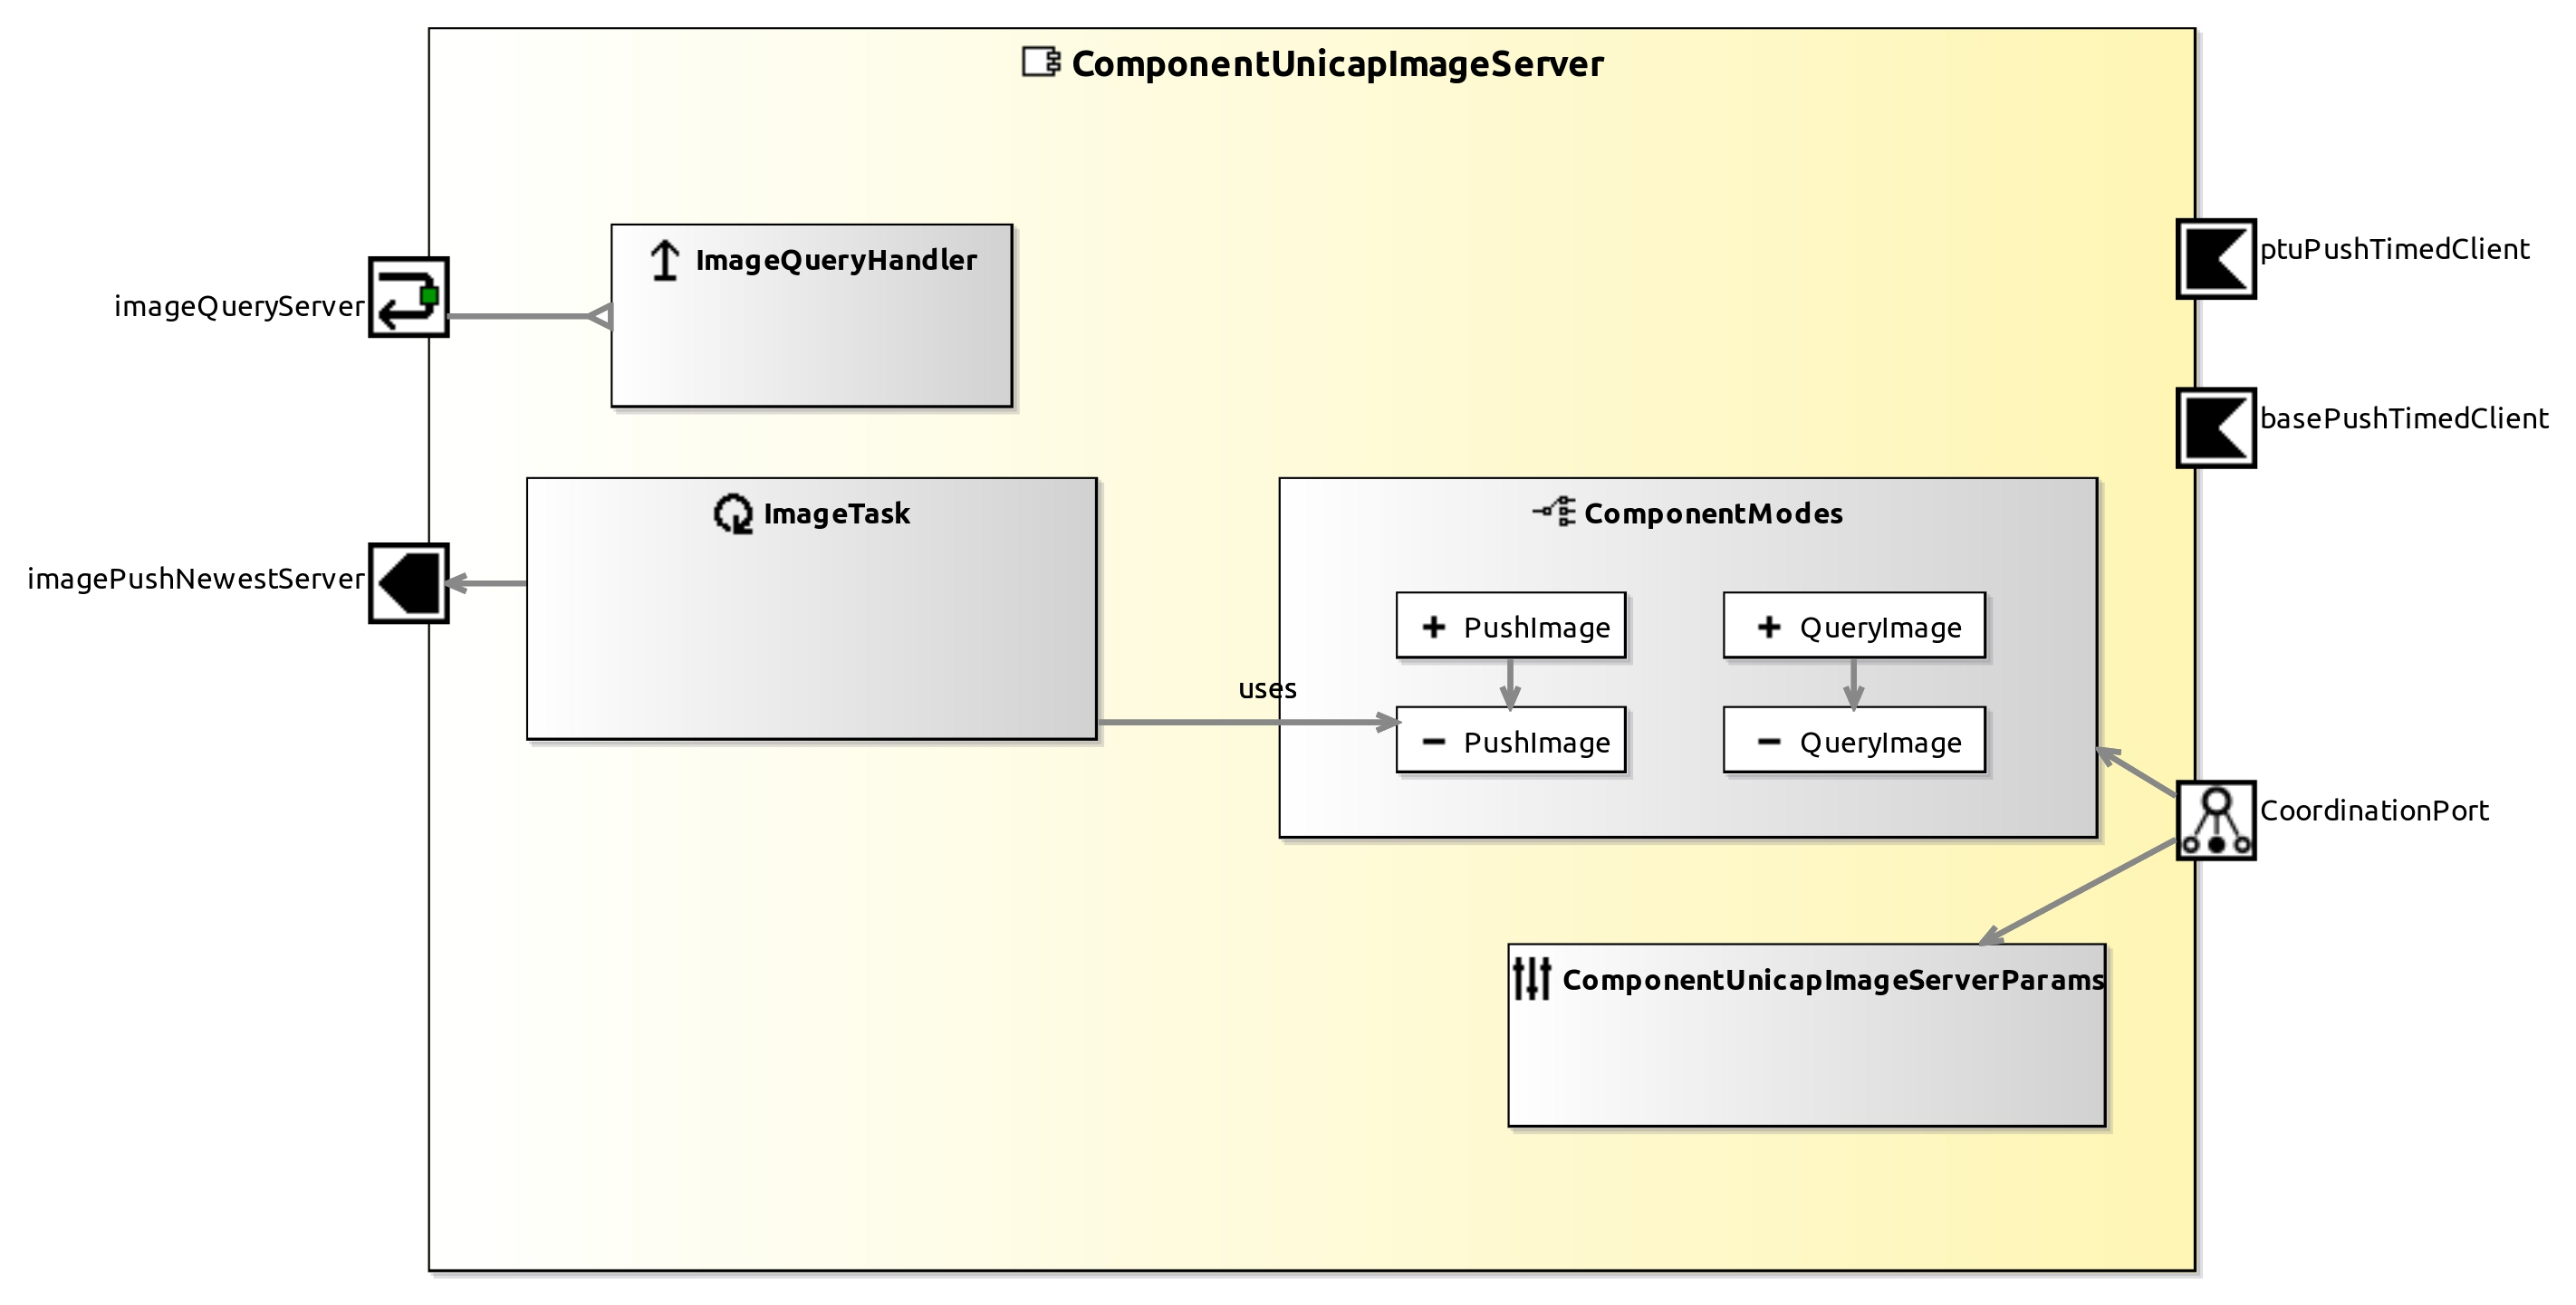 ComponentUnicapImageServer
ImageQueryHandler
ptuPushTimedClient
imageQueryServer
basePushTimedClient
ImageTask
ComponentModes
imagePushNewestServer
PushImage
QueryImage
uses
PushImage
QueryImage
CoordinationPort
ComponentUnicapImageServerParams